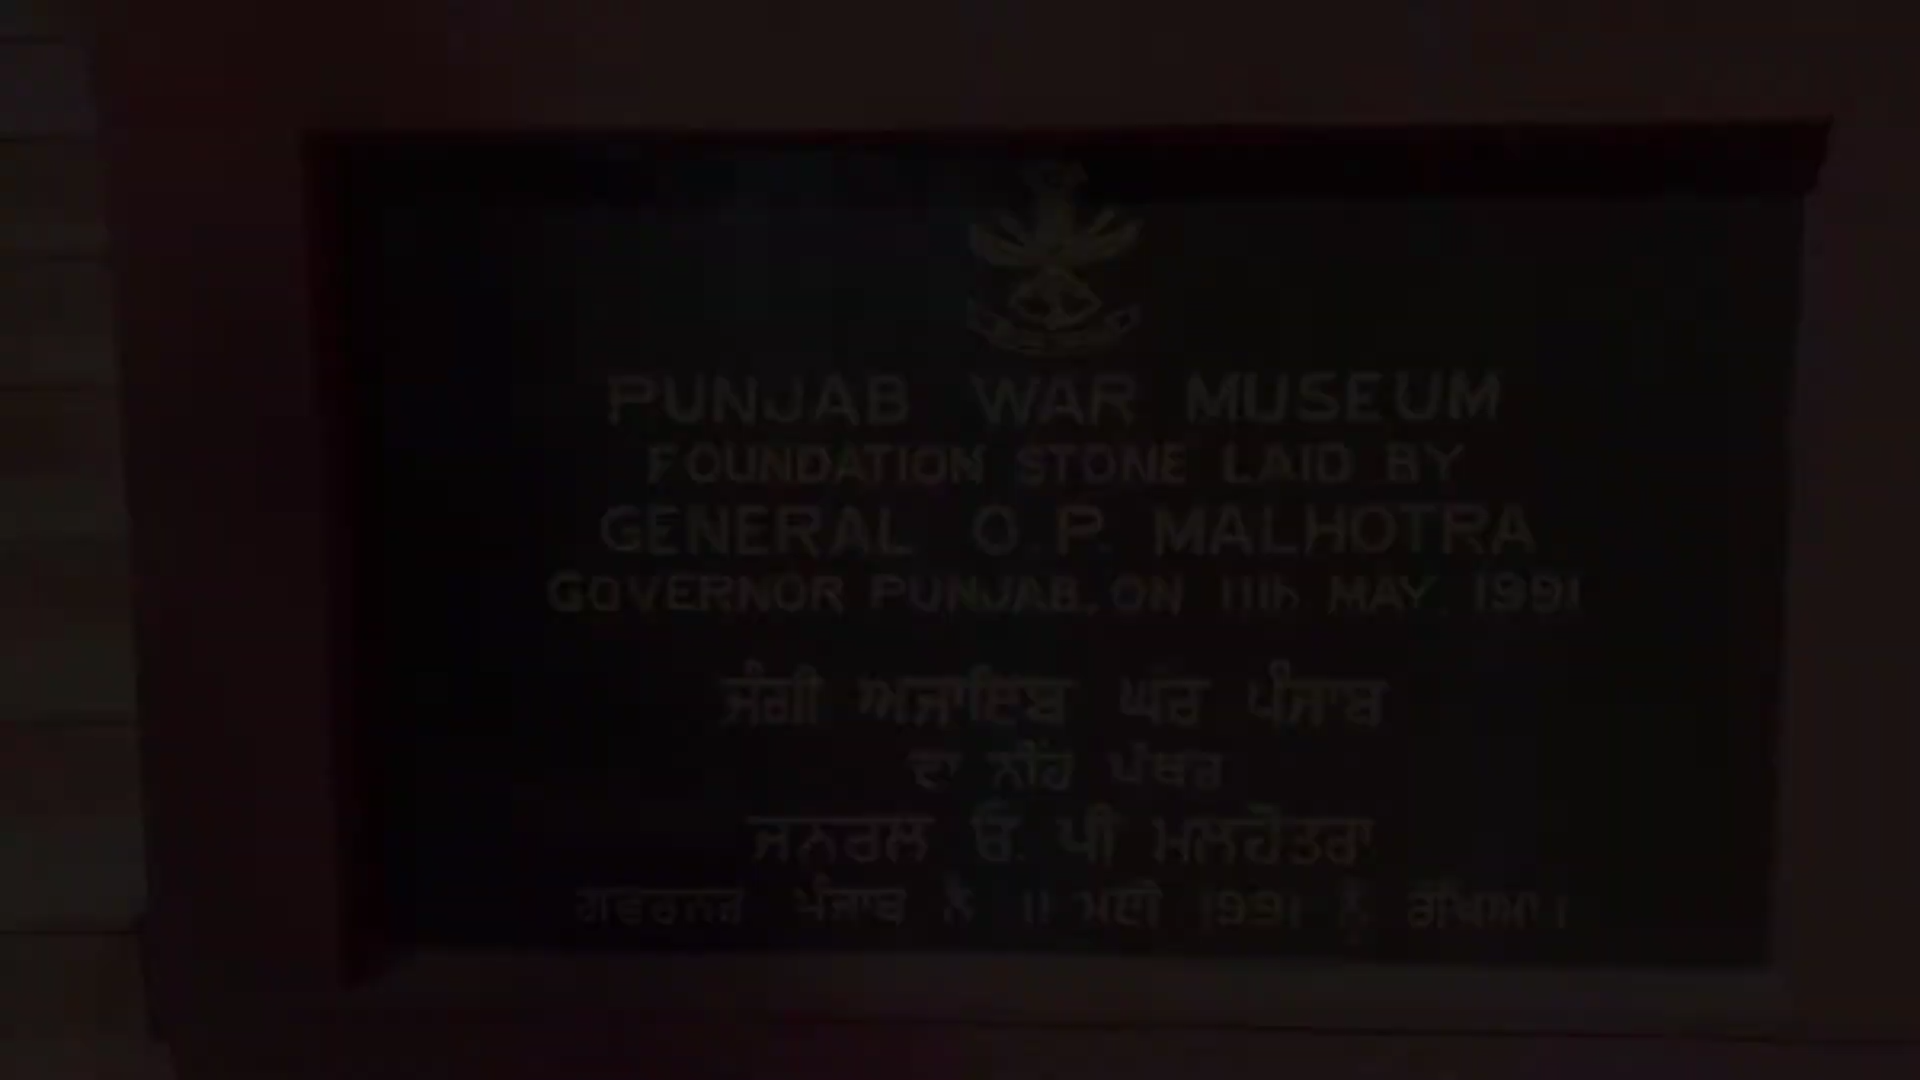 PUNJAB WAR MUSEUM
FOUNDATION STONE LAID BY
GENERAL O. P. MALHOTRA
GOVERNOR PUNJAB, ON 11th MAY, 1991
ਜੰਗੀ ਅਜਾਇਬ ਘਰ ਪੰਜਾਬ
ਦਾ ਨੀਂਹ ਪੱਥਰ
ਜਨਰਲ ਓ. ਪੀ ਮਲਹੋਤਰਾ
ਗਵਰਨਰ ਪੰਜਾਬ ਨੇ 11 ਮਈ 1991 ਨੂੰ ਰੱਖਿਆ।